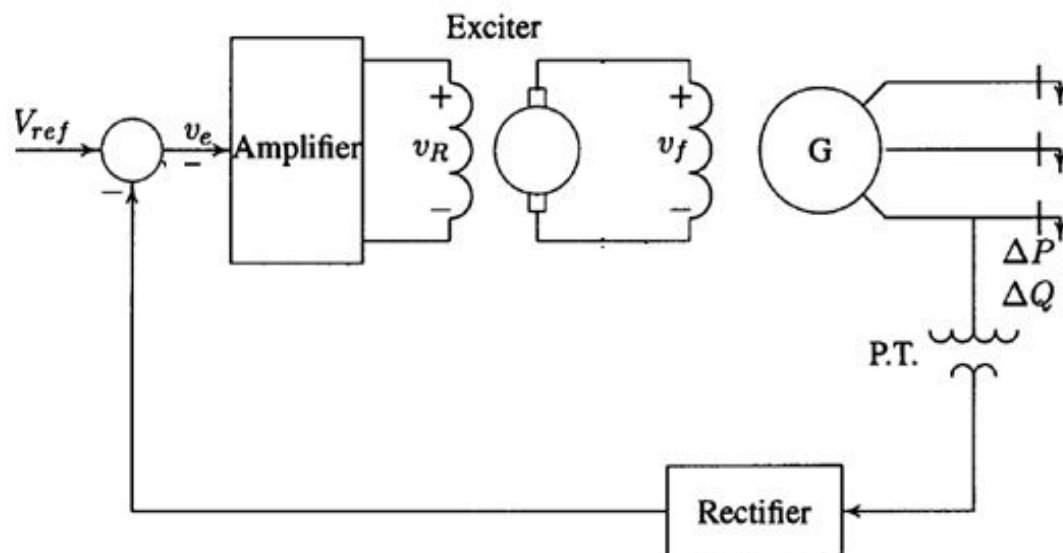 Exciter
V_ref
v_e
Amplifier
+
v_R
−
+
v_f
−
G
−
−
ΔP
ΔQ
P.T.
Rectifier